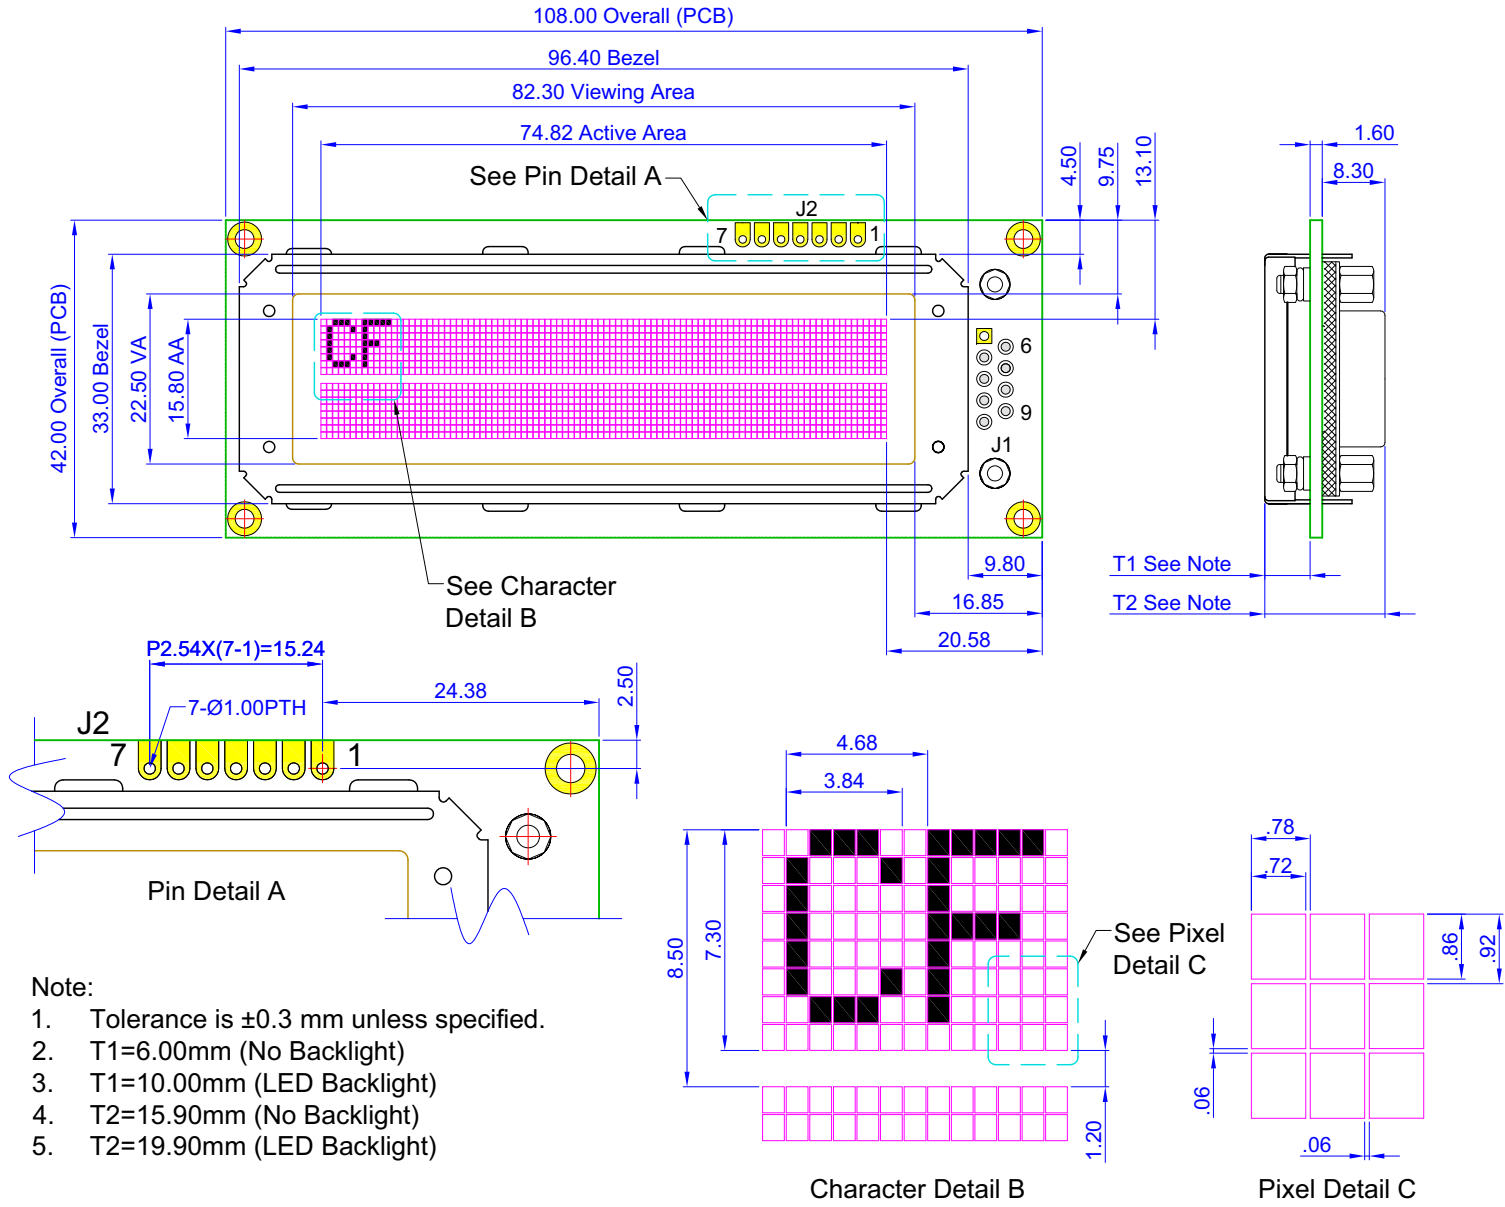 108.00 Overall (PCB)
96.40 Bezel
82.30 Viewing Area
74.82 Active Area
See Pin Detail A
J2
7
1
4.50
9.75
13.10
1.60
8.30
42.00 Overall (PCB)
33.00 Bezel
22.50 VA
15.80 AA
6
9
J1
See Character
Detail B
9.80
16.85
20.58
T1 See Note
T2 See Note
P2.54X(7-1)=15.24
24.38
2.50
7-Ø1.00PTH
J2
7
1
Pin Detail A
4.68
3.84
8.50
7.30
1.20
See Pixel
Detail C
Character Detail B
.78
.72
.86
.92
.06
.06
Pixel Detail C
Note:
1. Tolerance is ±0.3 mm unless specified.
2. T1=6.00mm (No Backlight)
3. T1=10.00mm (LED Backlight)
4. T2=15.90mm (No Backlight)
5. T2=19.90mm (LED Backlight)